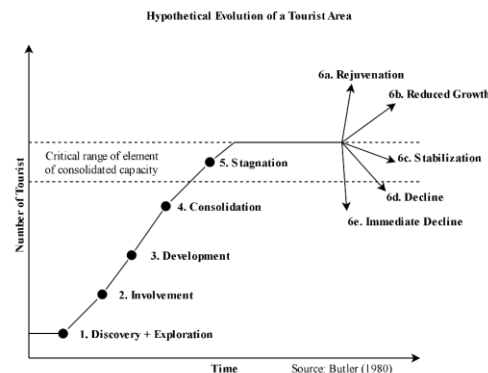 Hypothetical Evolution of a Tourist Area
6a. Rejuvenation
6b. Reduced Growth
Critical range of element
of consolidated capacity
5. Stagnation
6c. Stabilization
6d. Decline
4. Consolidation
6e. Immediate Decline
3. Development
2. Involvement
1. Discovery + Exploration
Number of Tourist
Time
Source: Butler (1980)